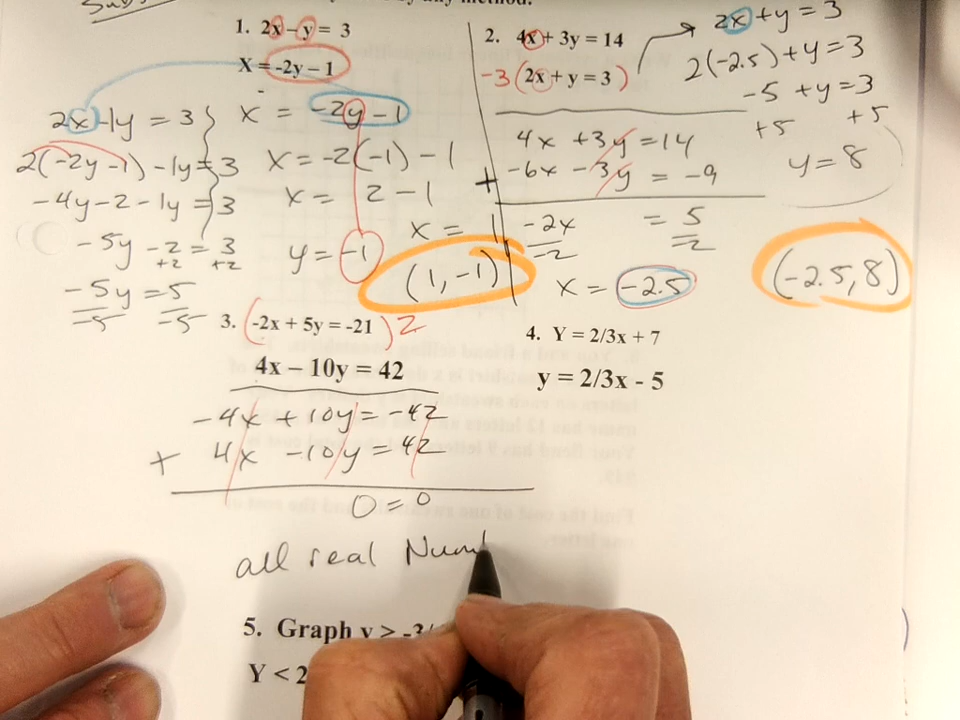 1. 2x – y = 3
X = -2y – 1
x = -2y - 1
2x - 1y = 3
2(-2y - 1) - 1y = 3
-4y - 2 - 1y = 3
-5y - 2 = 3
+2 +2
-5y = 5
-5 -5
x = -2(-1) - 1
x = 2 - 1
x = 1
y = -1
(1, -1)
2. 4x + 3y = 14
-3(2x + y = 3)
4x + 3y = 14
+ -6x - 3y = -9
-2x = 5
-2 -2
x = -2.5
2x + y = 3
2(-2.5) + y = 3
-5 + y = 3
+5 +5
y = 8
(-2.5, 8)
3. (-2x + 5y = -21)2
4x – 10y = 42
-4x + 10y = -42
+ 4x - 10y = 42
0 = 0
all real Num
4. Y = 2/3x + 7
y = 2/3x - 5
5. Graph y > -3/
Y < 2